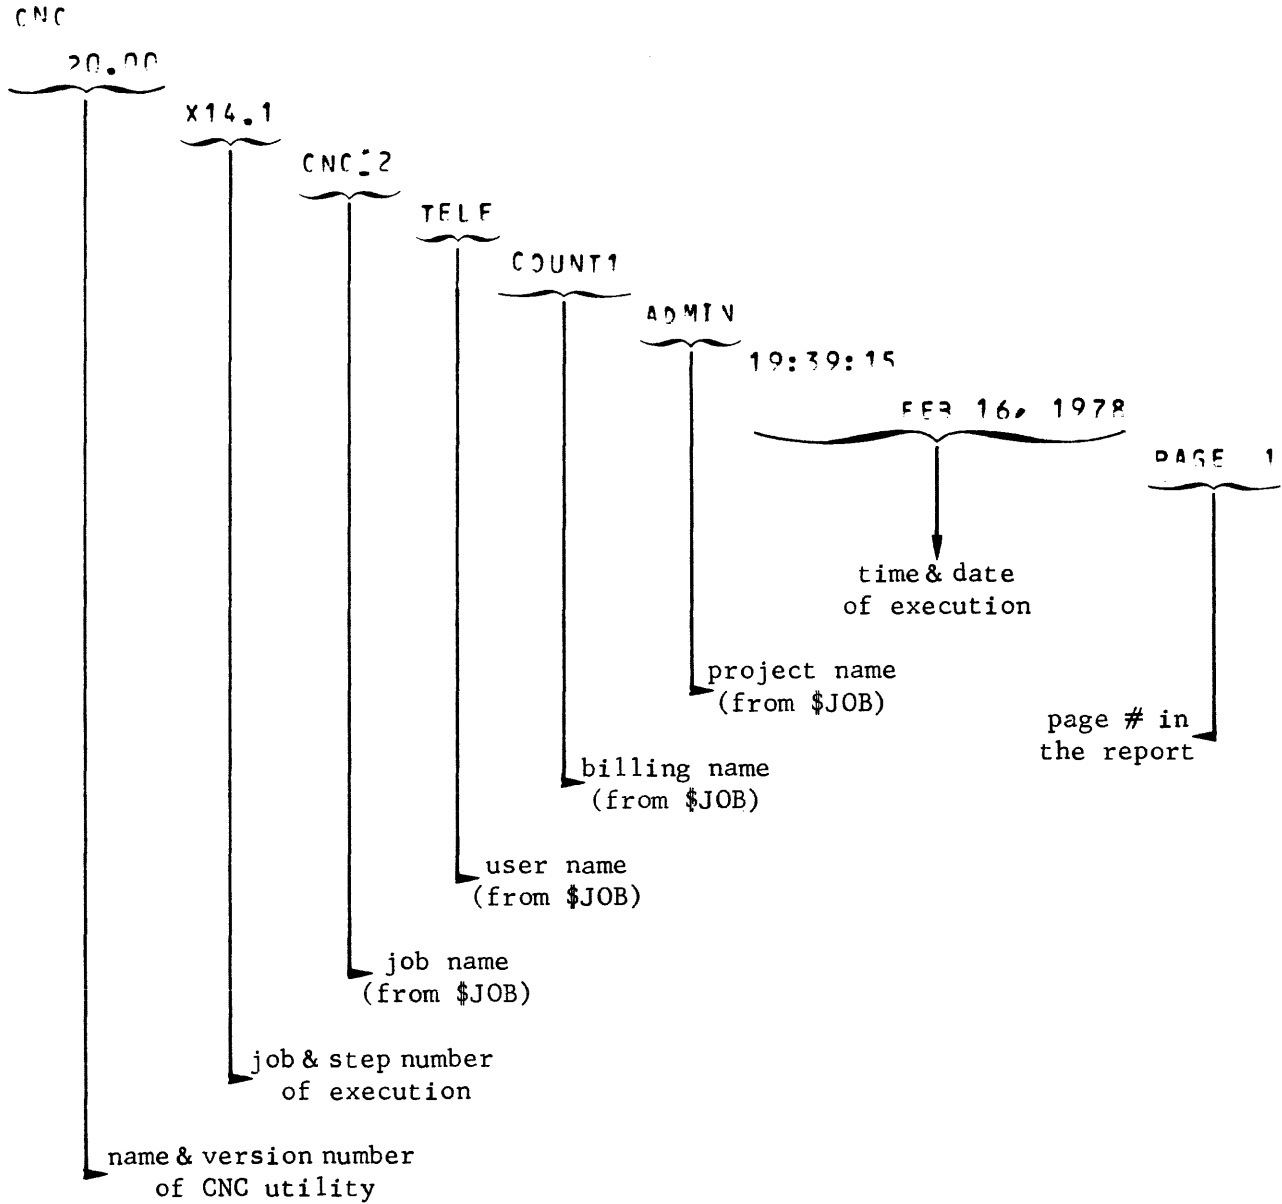 CNC
20.00
X14.1
CNC 2
TELE
COUNT1
ADMIN
19:39:15
FEB 16, 1978
PAGE 1
time & date
of execution
project name
(from $JOB)
page # in
the report
billing name
(from $JOB)
user name
(from $JOB)
job name
(from $JOB)
job & step number
of execution
name & version number
of CNC utility